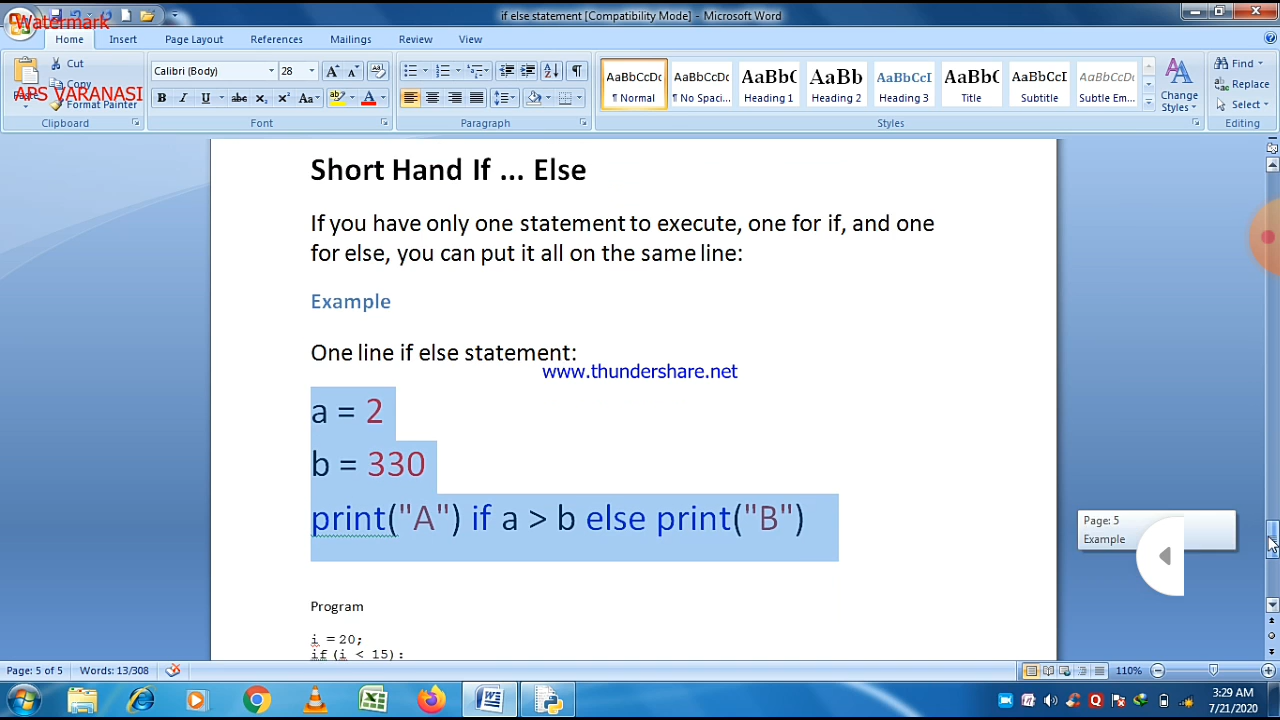 if else statement [Compatibility Mode] - Microsoft Word
Watermark
Home Insert Page Layout References Mailings Review View
Cut
Copy
Format Painter
APS VARANASI
Calibri (Body) 28
AaBbCcDc AaBbCcDc AaBbC AaBb AaBbCcI AaBbC AaBbCcI AaBbCcDc
¶ Normal ¶ No Spaci... Heading 1 Heading 2 Heading 3 Title Subtitle Subtle Em...
Change
Styles
Find
Replace
Select
Clipboard Font Paragraph Styles Editing
Short Hand If ... Else
If you have only one statement to execute, one for if, and one
for else, you can put it all on the same line:
Example
One line if else statement:
www.thundershare.net
a = 2
b = 330
print("A") if a > b else print("B")
Page: 5
Example
Program
i = 20;
if (i < 15):
Page: 5 of 5 Words: 13/308 110%
3:29 AM
7/21/2020